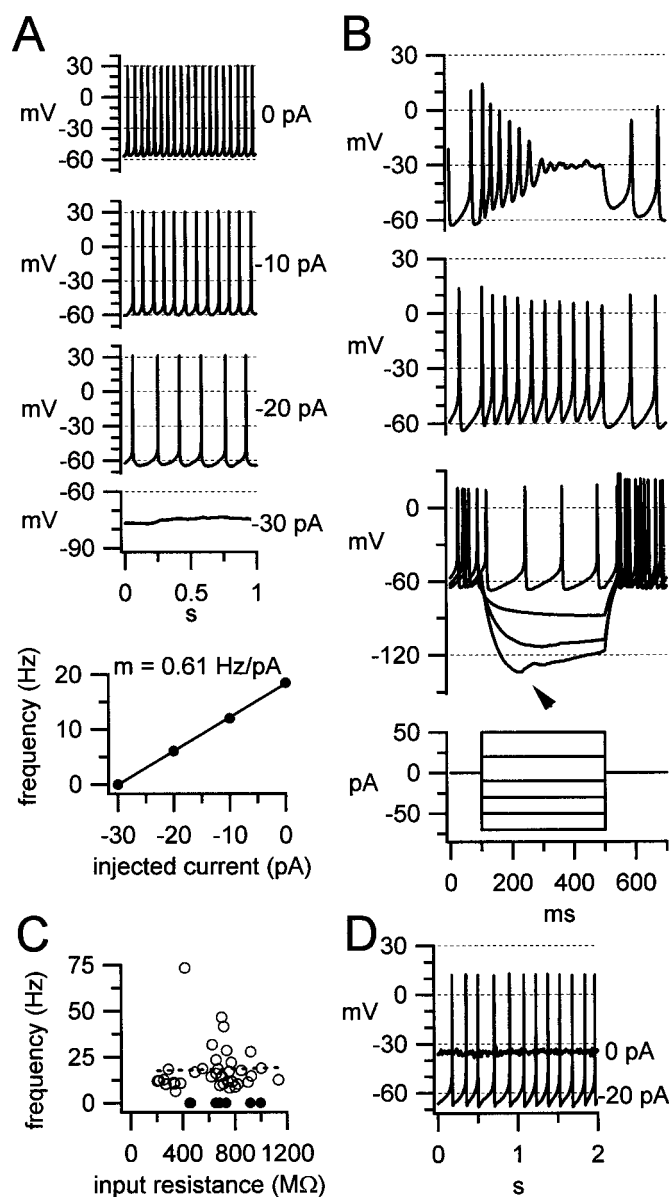 A
30
0
mV
-30
-60
0 pA
30
0
mV
-30
-60
-10 pA
30
0
mV
-30
-60
-20 pA
-60
mV
-90
-30 pA
0 0.5 1
s
m = 0.61 Hz/pA
20
frequency (Hz)
0
-30 -20 -10 0
injected current (pA)
B
30
0
mV
-30
-60
30
0
mV
-30
-60
0
mV
-60
-120
50
pA 0
-50
0 200 400 600
ms
C
75
50
frequency (Hz)
25
0
0 400 800 1200
input resistance (MΩ)
D
30
mV 0
-30
-60
0 pA
-20 pA
0 1 2
s